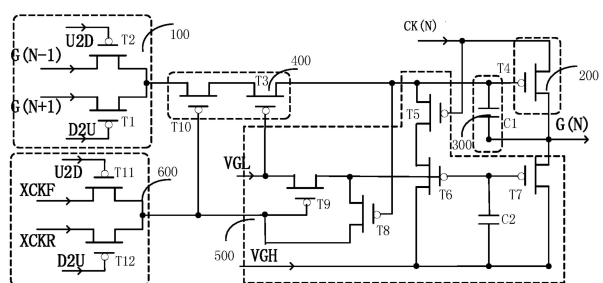 CK(N)
T2
100
U2D
G(N-1)
400
T3
T4
200
G(N+1)
T1
T10
D2U
T5
300
C1
G(N)
T11
600
U2D
VGL
T9
T6
T7
XCKF
T8
XCKR
C2
T12
500
VGH
D2U